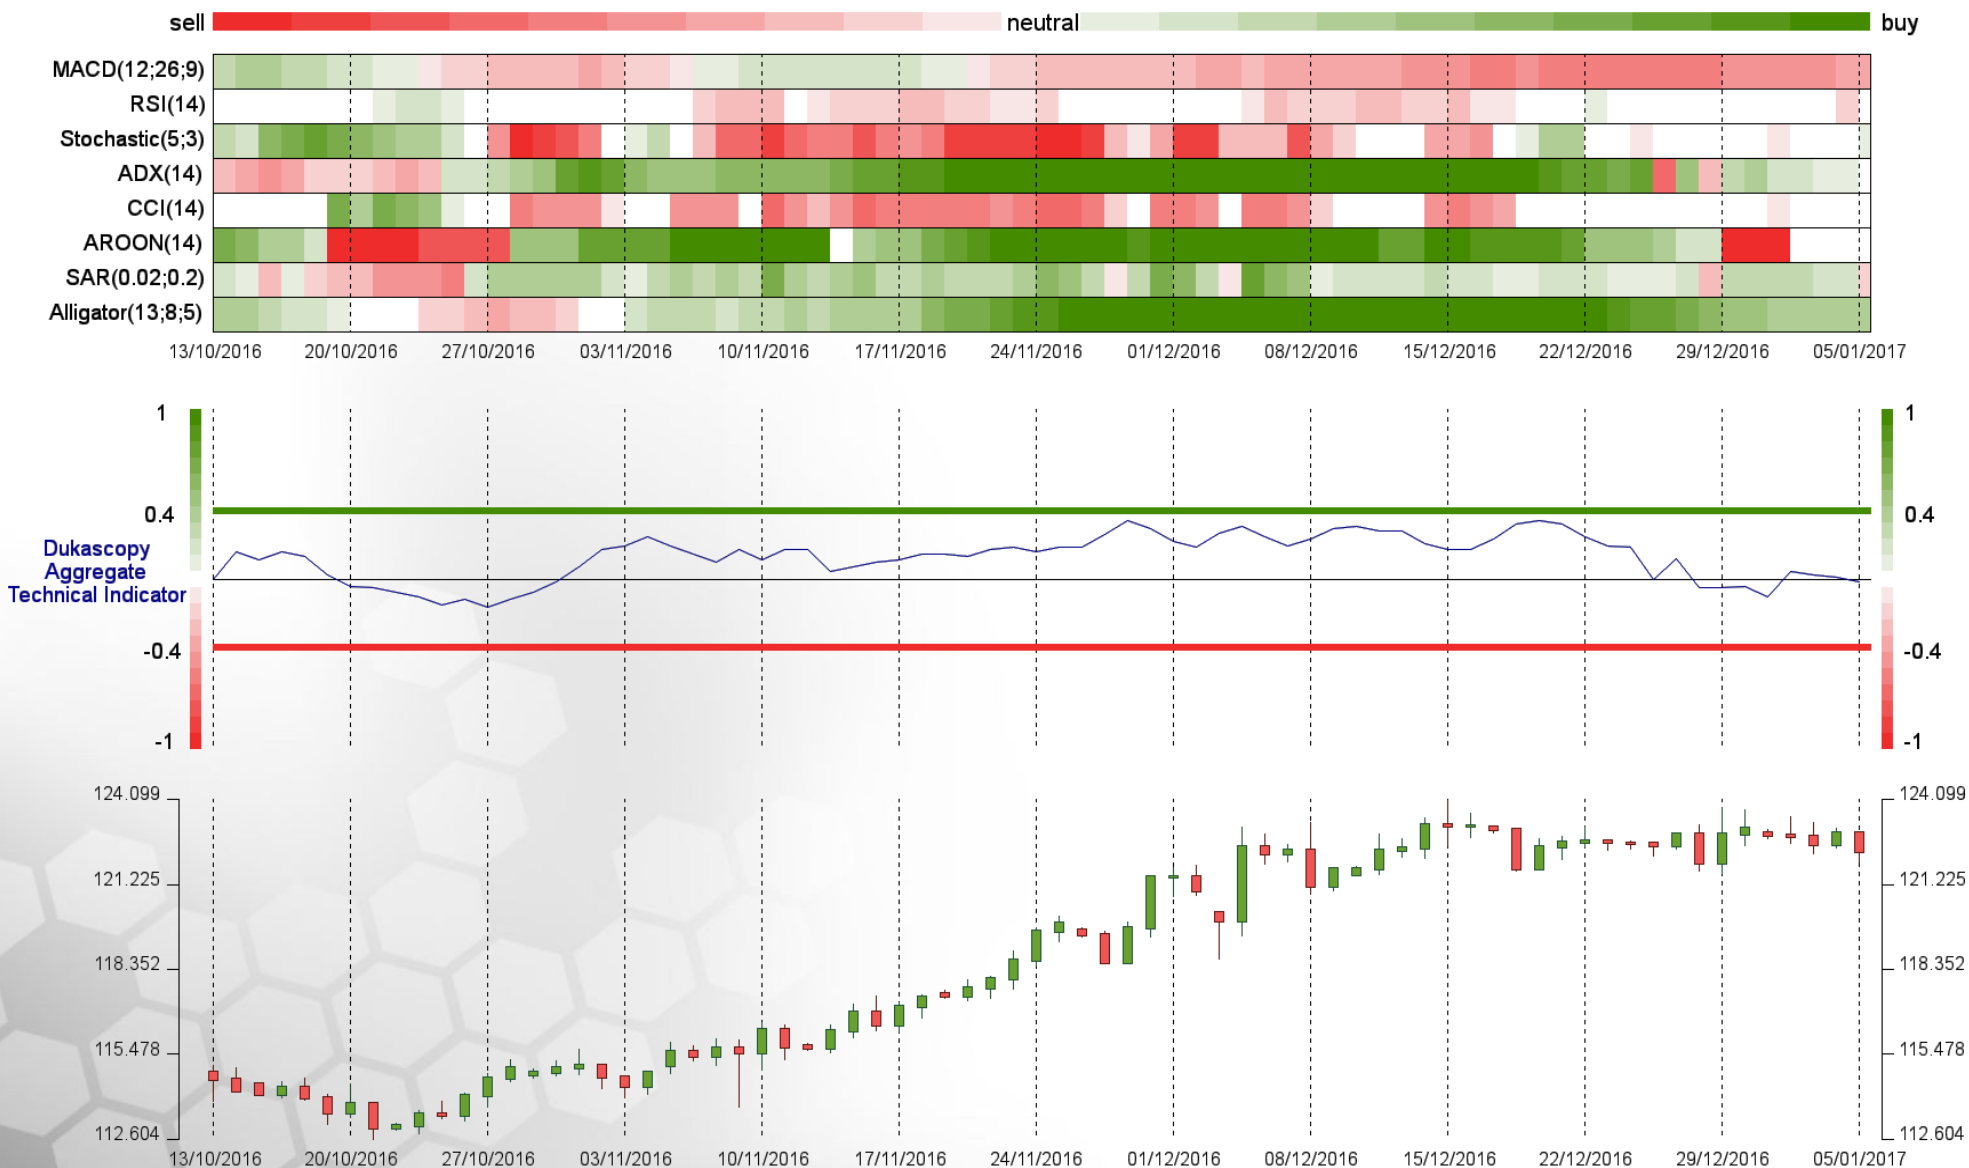 sell neutral buy
MACD(12;26;9)
RSI(14)
Stochastic(5;3)
ADX(14)
CCI(14)
AROON(14)
SAR(0.02;0.2)
Alligator(13;8;5)
13/10/2016 20/10/2016 27/10/2016 03/11/2016 10/11/2016 17/11/2016 24/11/2016 01/12/2016 08/12/2016 15/12/2016 22/12/2016 29/12/2016 05/01/2017
1 1
0.4 0.4
Dukascopy
Aggregate
Technical Indicator
-0.4 -0.4
-1 -1
124.099 124.099
121.225 121.225
118.352 118.352
115.478 115.478
112.604 112.604
13/10/2016 20/10/2016 27/10/2016 03/11/2016 10/11/2016 17/11/2016 24/11/2016 01/12/2016 08/12/2016 15/12/2016 22/12/2016 29/12/2016 05/01/2017